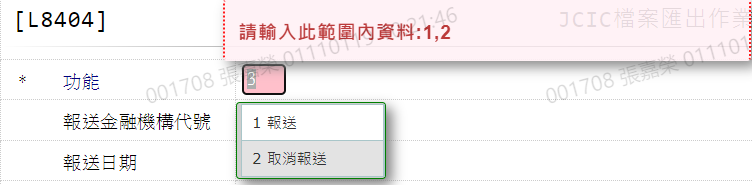 [L8404]
JCIC檔案匯出作業
請輸入此範圍內資料:1,2
* 功能 3
報送金融機構代號
1 報送
2 取消報送
報送日期
001708 張嘉榮
001708 張嘉榮